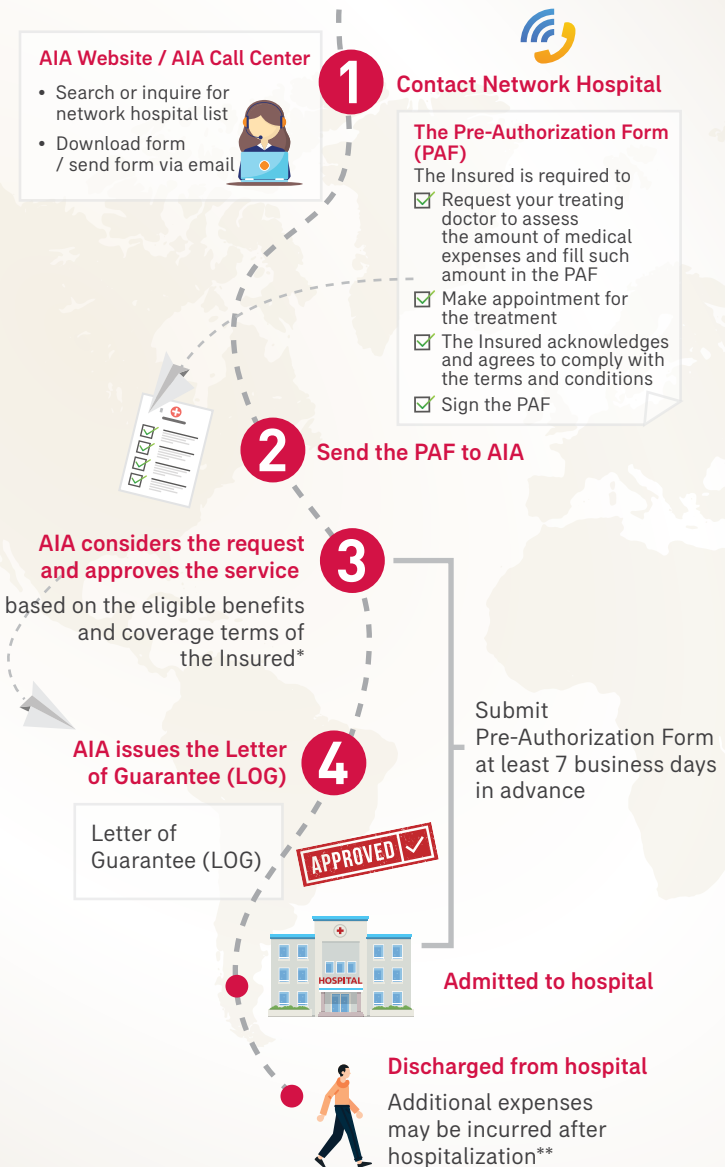 AIA Website / AIA Call Center
• Search or inquire for
network hospital list
• Download form
/ send form via email
1
Contact Network Hospital
The Pre-Authorization Form
(PAF)
The Insured is required to
Request your treating
doctor to assess
the amount of medical
expenses and fill such
amount in the PAF
Make appointment for
the treatment
The Insured acknowledges
and agrees to comply with
the terms and conditions
Sign the PAF
2
Send the PAF to AIA
AIA considers the request
and approves the service
3
based on the eligible benefits
and coverage terms of
the Insured*
Submit
Pre-Authorization Form
at least 7 business days
in advance
AIA issues the Letter
of Guarantee (LOG)
4
Letter of
Guarantee (LOG)
APPROVED
HOSPITAL
Admitted to hospital
Discharged from hospital
Additional expenses
may be incurred after
hospitalization**